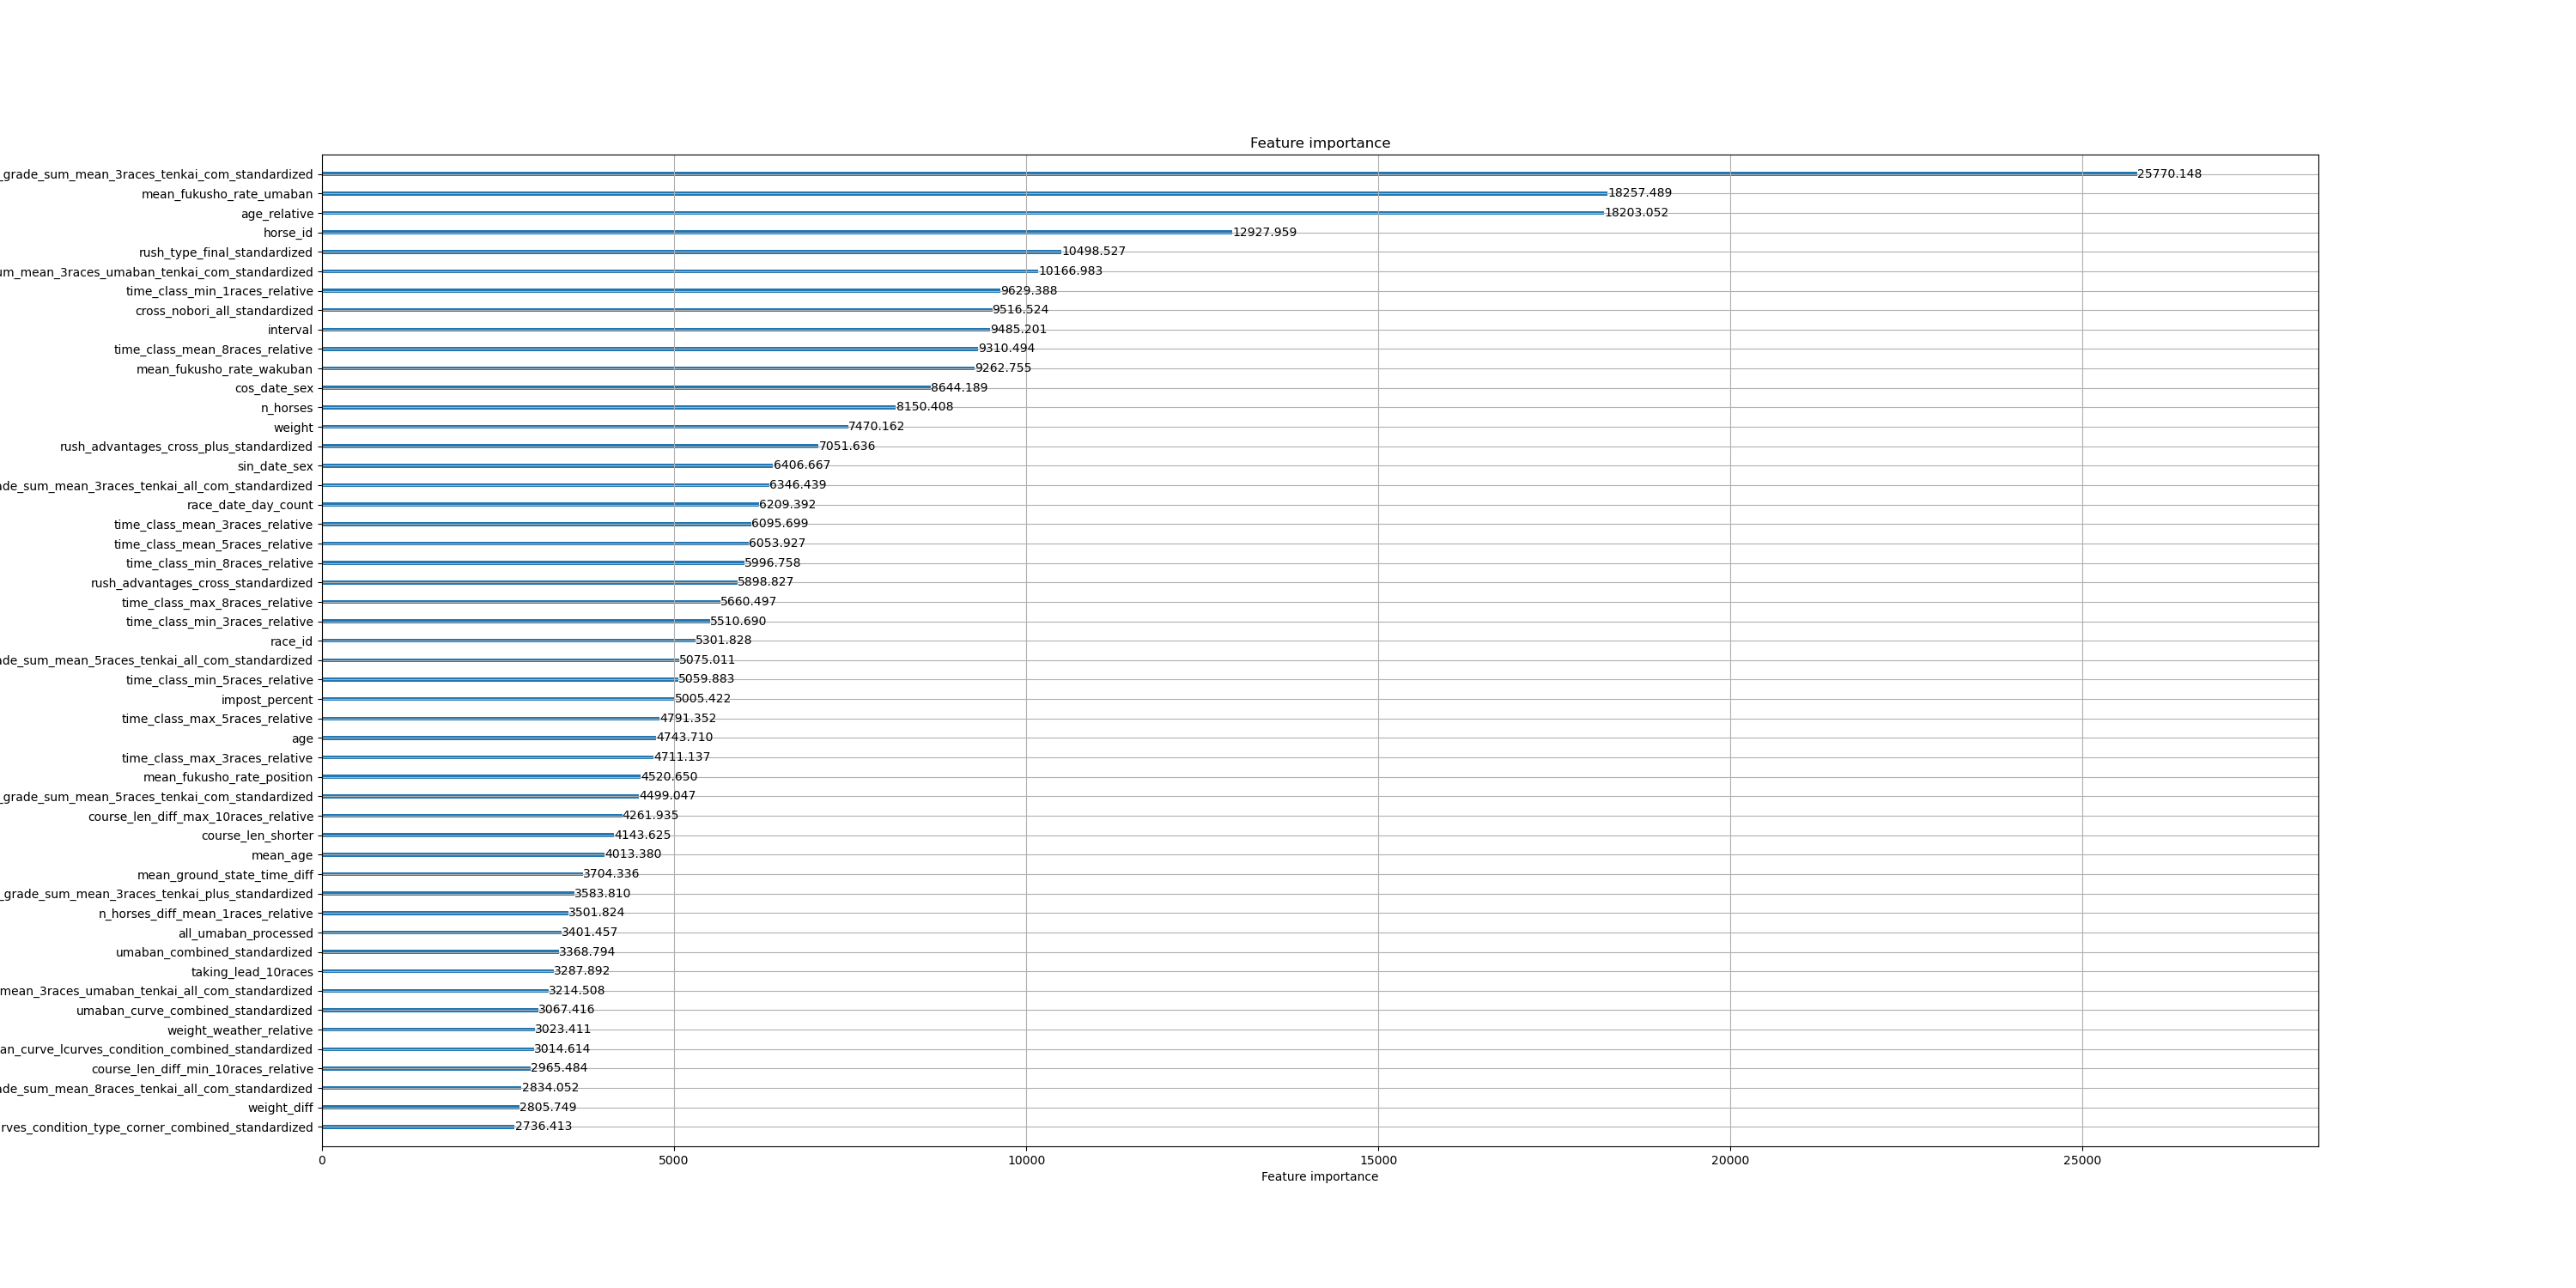 Feature importance
_grade_sum_mean_3races_tenkai_com_standardized 25770.148
mean_fukusho_rate_umaban 18257.489
age_relative 18203.052
horse_id 12927.959
rush_type_final_standardized 10498.527
um_mean_3races_umaban_tenkai_com_standardized 10166.983
time_class_min_1races_relative 9629.388
cross_nobori_all_standardized 9516.524
interval 9485.201
time_class_mean_8races_relative 9310.494
mean_fukusho_rate_wakuban 9262.755
cos_date_sex 8644.189
n_horses 8150.408
weight 7470.162
rush_advantages_cross_plus_standardized 7051.636
sin_date_sex 6406.667
ade_sum_mean_3races_tenkai_all_com_standardized 6346.439
race_date_day_count 6209.392
time_class_mean_3races_relative 6095.699
time_class_mean_5races_relative 6053.927
time_class_min_8races_relative 5996.758
rush_advantages_cross_standardized 5898.827
time_class_max_8races_relative 5660.497
time_class_min_3races_relative 5510.690
race_id 5301.828
ade_sum_mean_5races_tenkai_all_com_standardized 5075.011
time_class_min_5races_relative 5059.883
impost_percent 5005.422
time_class_max_5races_relative 4791.352
age 4743.710
time_class_max_3races_relative 4711.137
mean_fukusho_rate_position 4520.650
_grade_sum_mean_5races_tenkai_com_standardized 4499.047
course_len_diff_max_10races_relative 4261.935
course_len_shorter 4143.625
mean_age 4013.380
mean_ground_state_time_diff 3704.336
_grade_sum_mean_3races_tenkai_plus_standardized 3583.810
n_horses_diff_mean_1races_relative 3501.824
all_umaban_processed 3401.457
umaban_combined_standardized 3368.794
taking_lead_10races 3287.892
mean_3races_umaban_tenkai_all_com_standardized 3214.508
umaban_curve_combined_standardized 3067.416
weight_weather_relative 3023.411
an_curve_lcurves_condition_combined_standardized 3014.614
course_len_diff_min_10races_relative 2965.484
ade_sum_mean_8races_tenkai_all_com_standardized 2834.052
weight_diff 2805.749
rves_condition_type_corner_combined_standardized 2736.413
0 5000 10000 15000 20000 25000
Feature importance